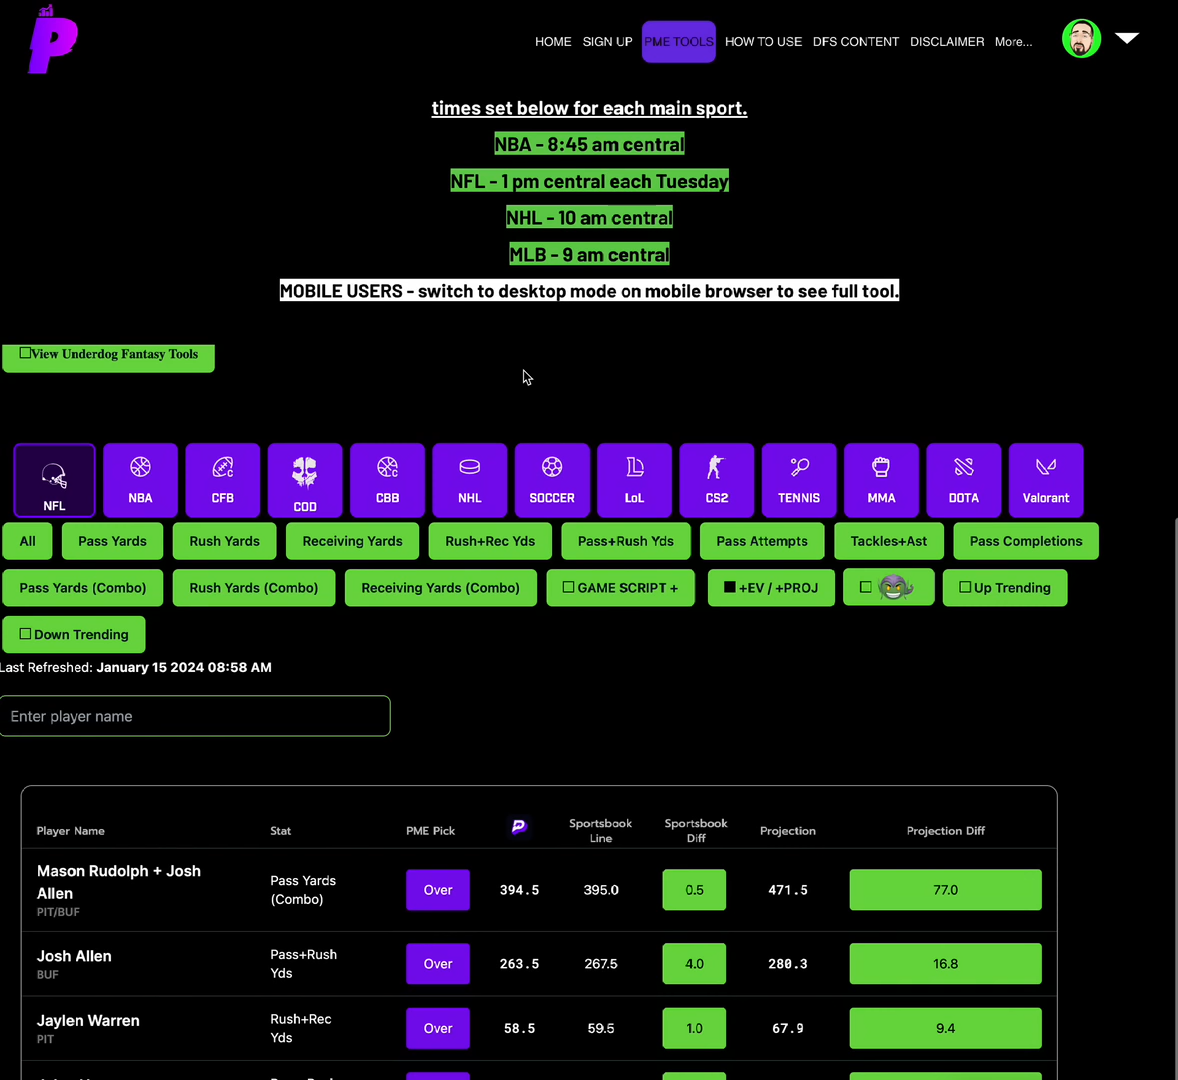 P
HOME SIGN UP PME TOOLS HOW TO USE DFS CONTENT DISCLAIMER More...
times set below for each main sport.
NBA - 8:45 am central
NFL - 1 pm central each Tuesday
NHL - 10 am central
MLB - 9 am central
MOBILE USERS - switch to desktop mode on mobile browser to see full tool.
☐View Underdog Fantasy Tools
NFL NBA CFB COD CBB NHL SOCCER LoL CS2 TENNIS MMA DOTA Valorant
All Pass Yards Rush Yards Receiving Yards Rush+Rec Yds Pass+Rush Yds Pass Attempts Tackles+Ast Pass Completions
Pass Yards (Combo) Rush Yards (Combo) Receiving Yards (Combo) ☐ GAME SCRIPT + ■ +EV / +PROJ ☐ ☐ Up Trending
☐ Down Trending
Last Refreshed: January 15 2024 08:58 AM
Enter player name
Player Name Stat PME Pick P Sportsbook Line Sportsbook Diff Projection Projection Diff
Mason Rudolph + Josh Allen
PIT/BUF
Pass Yards (Combo) Over 394.5 395.0 0.5 471.5 77.0
Josh Allen
BUF
Pass+Rush Yds Over 263.5 267.5 4.0 280.3 16.8
Jaylen Warren
PIT
Rush+Rec Yds Over 58.5 59.5 1.0 67.9 9.4